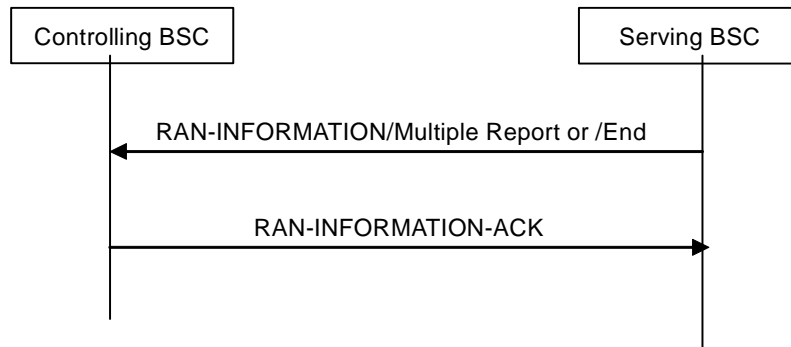 Controlling BSC
Serving BSC
RAN-INFORMATION/Multiple Report or /End
RAN-INFORMATION-ACK